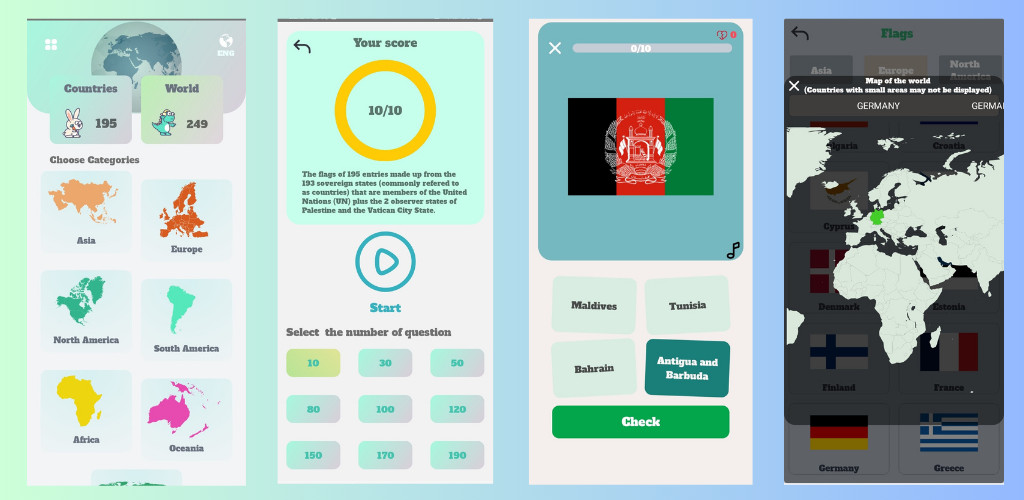 ENG
Countries
World
195
249
Choose Categories
Asia
Europe
North America
South America
Africa
Oceania
Your score
10/10
The flags of 195 entries made up from the
193 sovereign states (commonly refered to
as countries) that are members of the United
Nations (UN) plus the 2 observer states of
Palestine and the Vatican City State.
Start
Select the number of question
10 30 50
80 100 120
150 170 190
0
0/10
Maldives
Tunisia
Bahrain
Antigua and
Barbuda
Check
Flags
Asia
Europe
North
America
Map of the world
(Countries with small areas may not be displayed)
GERMANY
GERMA
Croatia
Denmark
Estonia
Finland
France
Germany
Greece